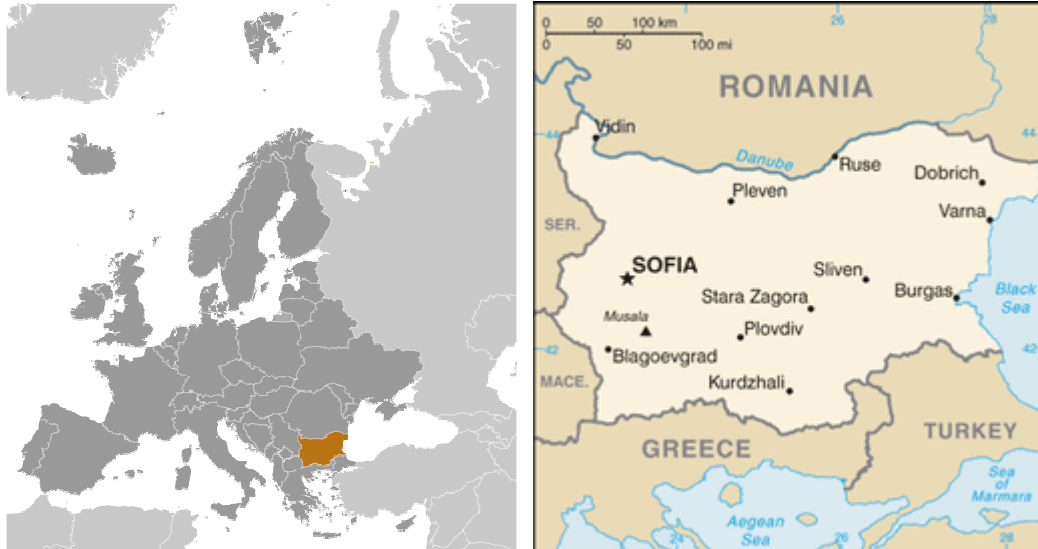 0 50 100 km
0 50 100 mi
26
28
ROMANIA
44
Vidin
44
Danube
Ruse
Dobrich
Pleven
Varna
SER.
SOFIA
Sliven
Burgas
Black
Sea
Stara Zagora
Musala
Plovdiv
42
Blagoevgrad
42
MACE.
Kurdzhali
GREECE
TURKEY
Sea
of
Marmara
Aegean
Sea
24
26
28